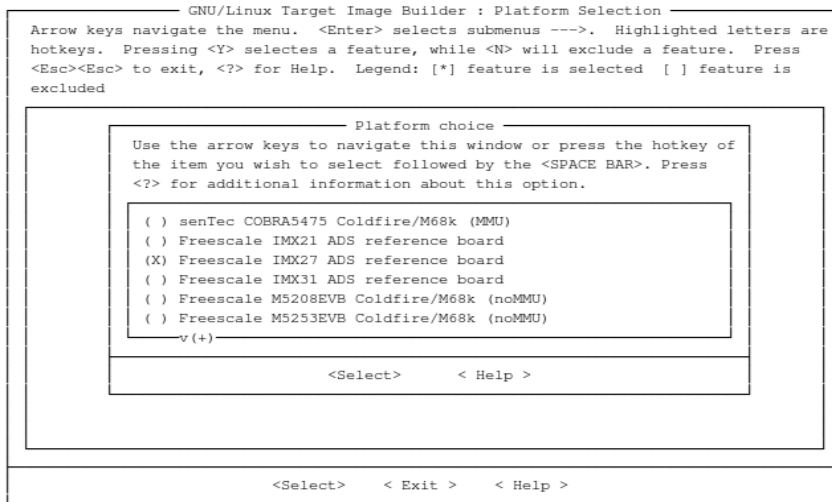 GNU/Linux Target Image Builder : Platform Selection
Arrow keys navigate the menu. <Enter> selects submenus --->. Highlighted letters are
hotkeys. Pressing <Y> selectes a feature, while <N> will exclude a feature. Press
<Esc><Esc> to exit, <?> for Help. Legend: [*] feature is selected [ ] feature is
excluded
Platform choice
Use the arrow keys to navigate this window or press the hotkey of
the item you wish to select followed by the <SPACE BAR>. Press
<?> for additional information about this option.
( ) senTec COBRA5475 Coldfire/M68k (MMU)
( ) Freescale IMX21 ADS reference board
(X) Freescale IMX27 ADS reference board
( ) Freescale IMX31 ADS reference board
( ) Freescale M5208EVB Coldfire/M68k (noMMU)
( ) Freescale M5253EVB Coldfire/M68k (noMMU)
v(+)
<Select> < Help >
<Select> < Exit > < Help >